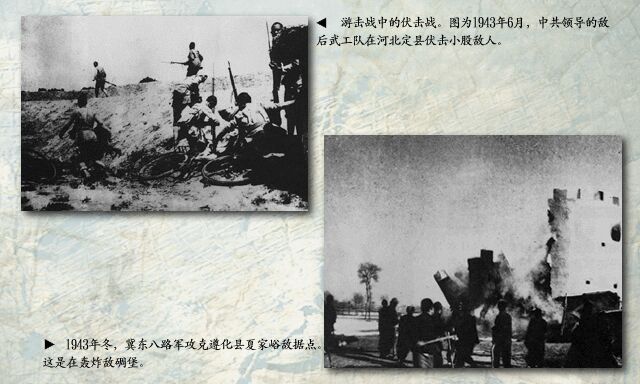 ◀ 游击战中的伏击战。图为1943年6月，中共领导的敌
后武工队在河北定县伏击小股敌人。
▶ 1943年冬，冀东八路军攻克遵化县夏家峪敌据点。
这是在轰炸敌碉堡。